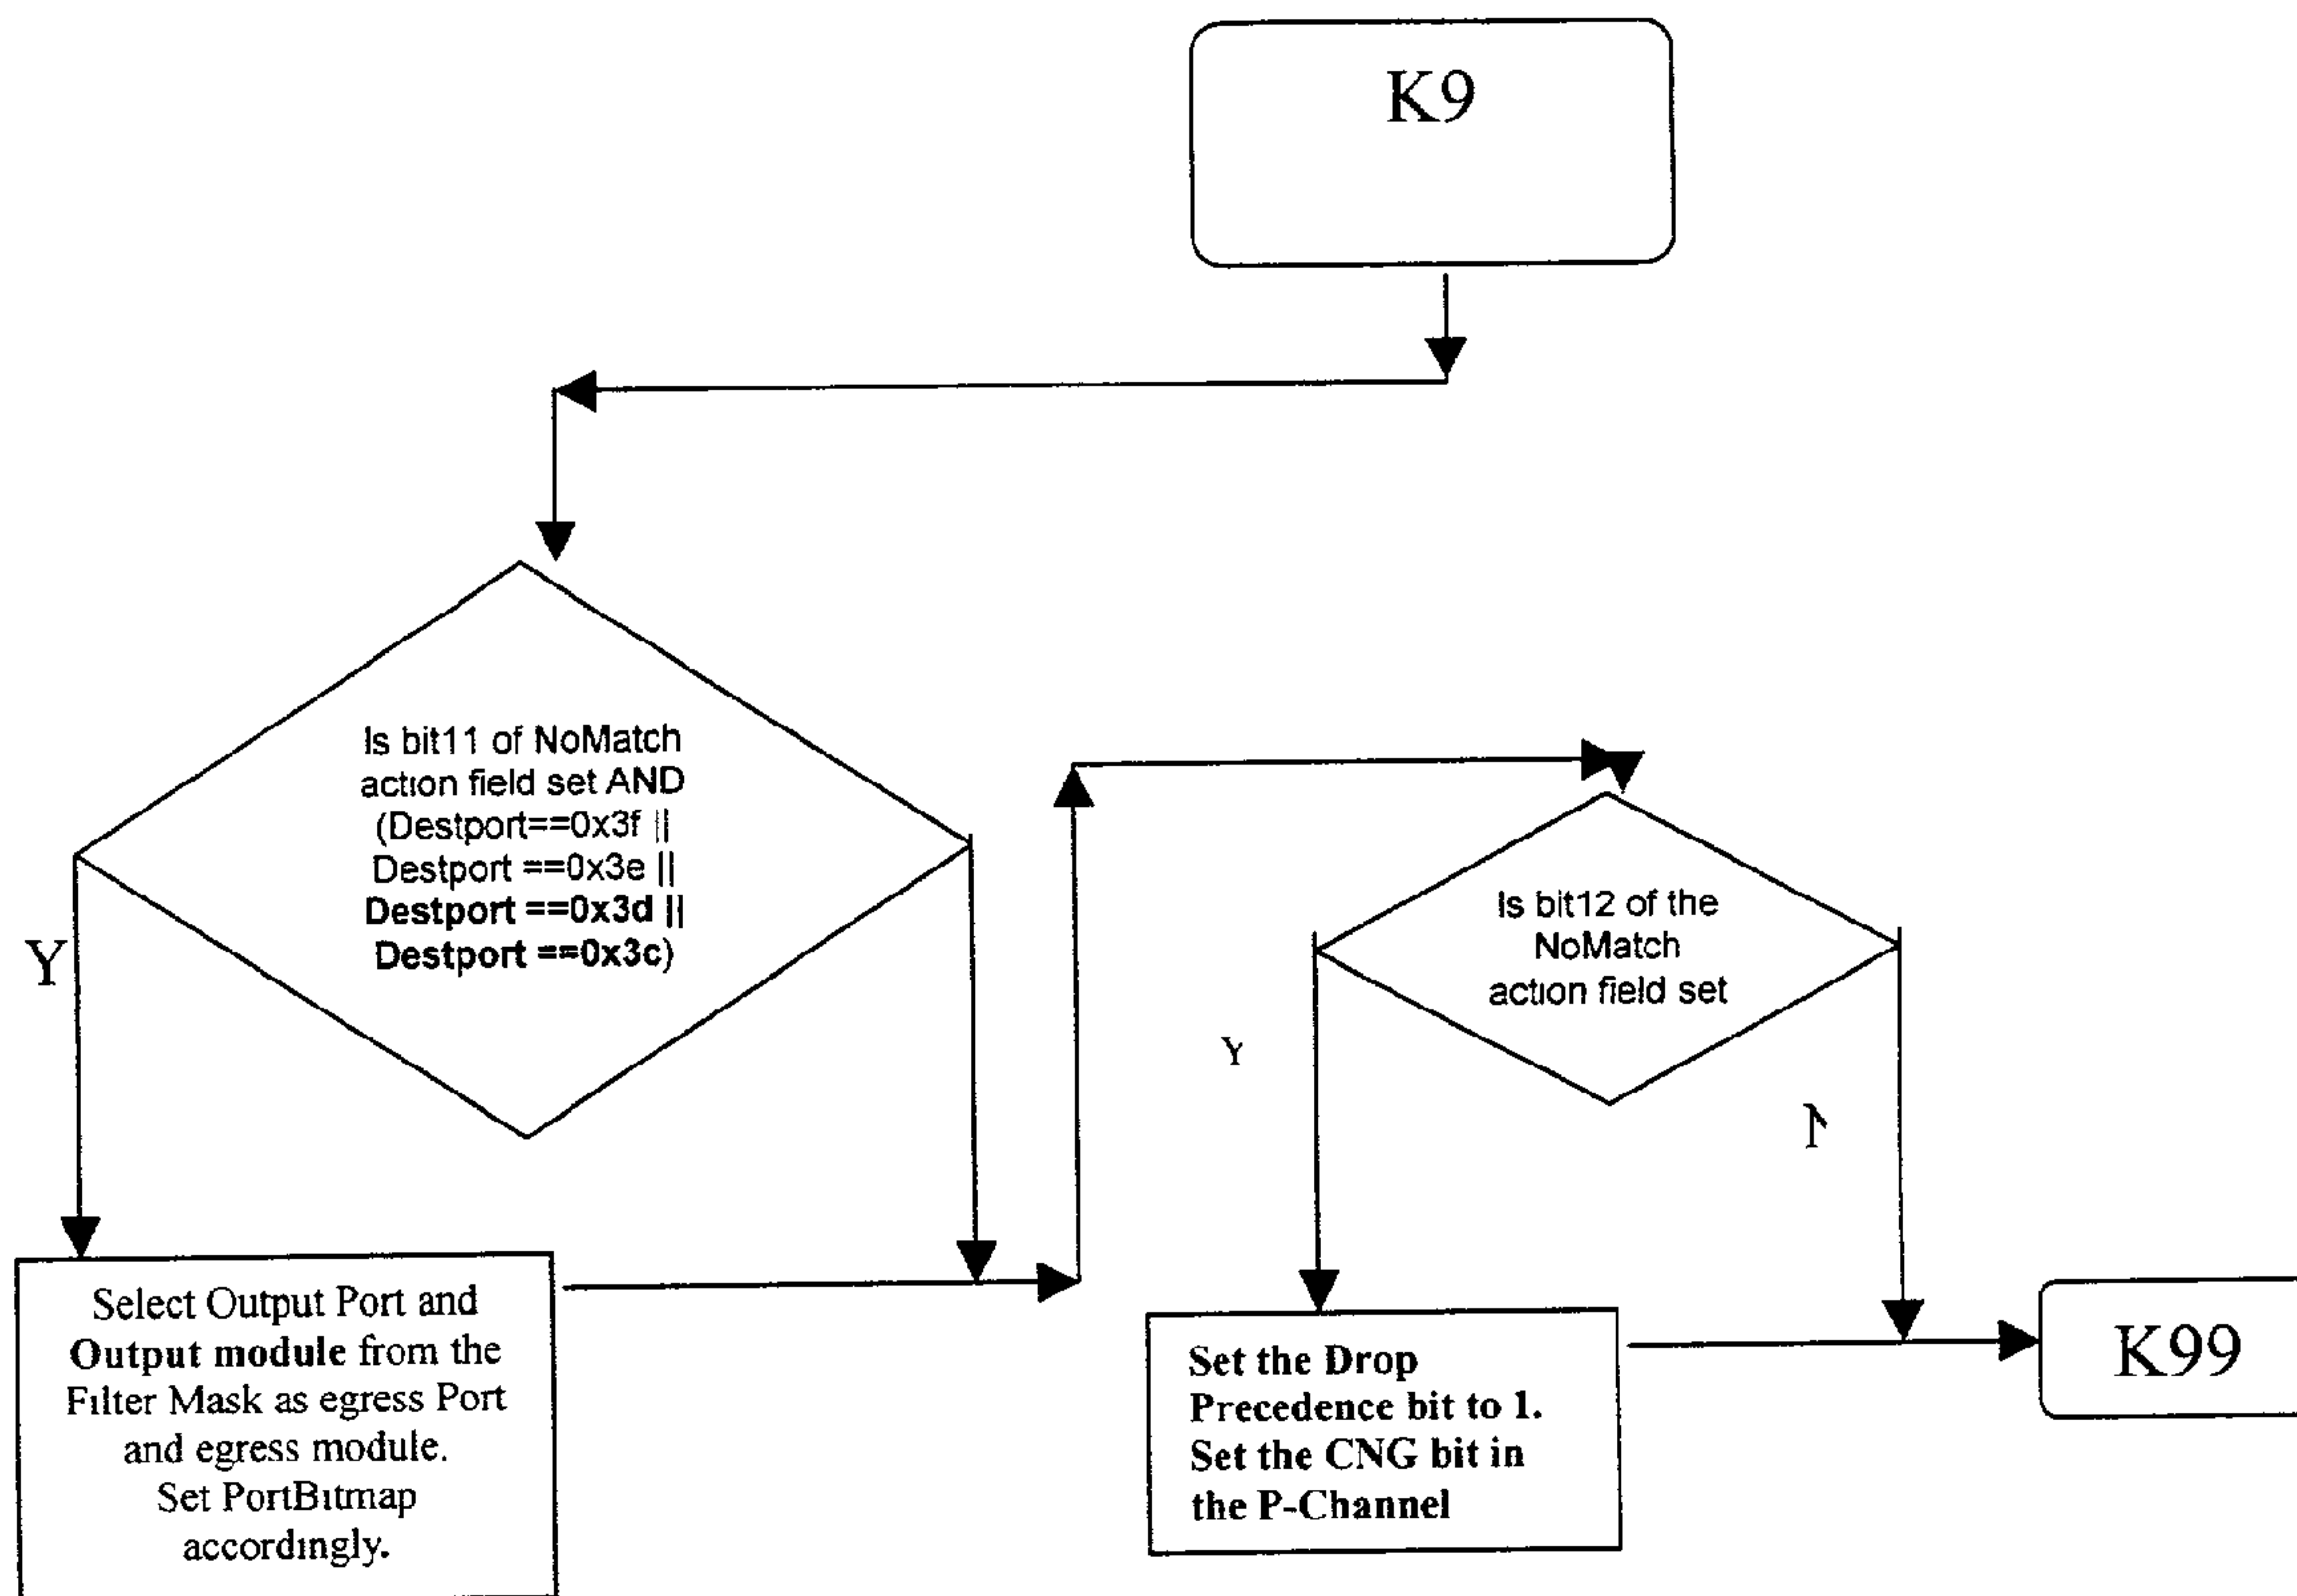 K9
Is bit11 of NoMatch
action field set AND
(Destport==0x3f ||
Destport ==0x3e ||
Destport ==0x3d ||
Destport ==0x3c)
Y
Select Output Port and
Output module from the
Filter Mask as egress Port
and egress module.
Set PortBitmap
accordingly.
Is bit12 of the
NoMatch
action field set
Y
N
Set the Drop
Precedence bit to 1.
Set the CNG bit in
the P-Channel
K99